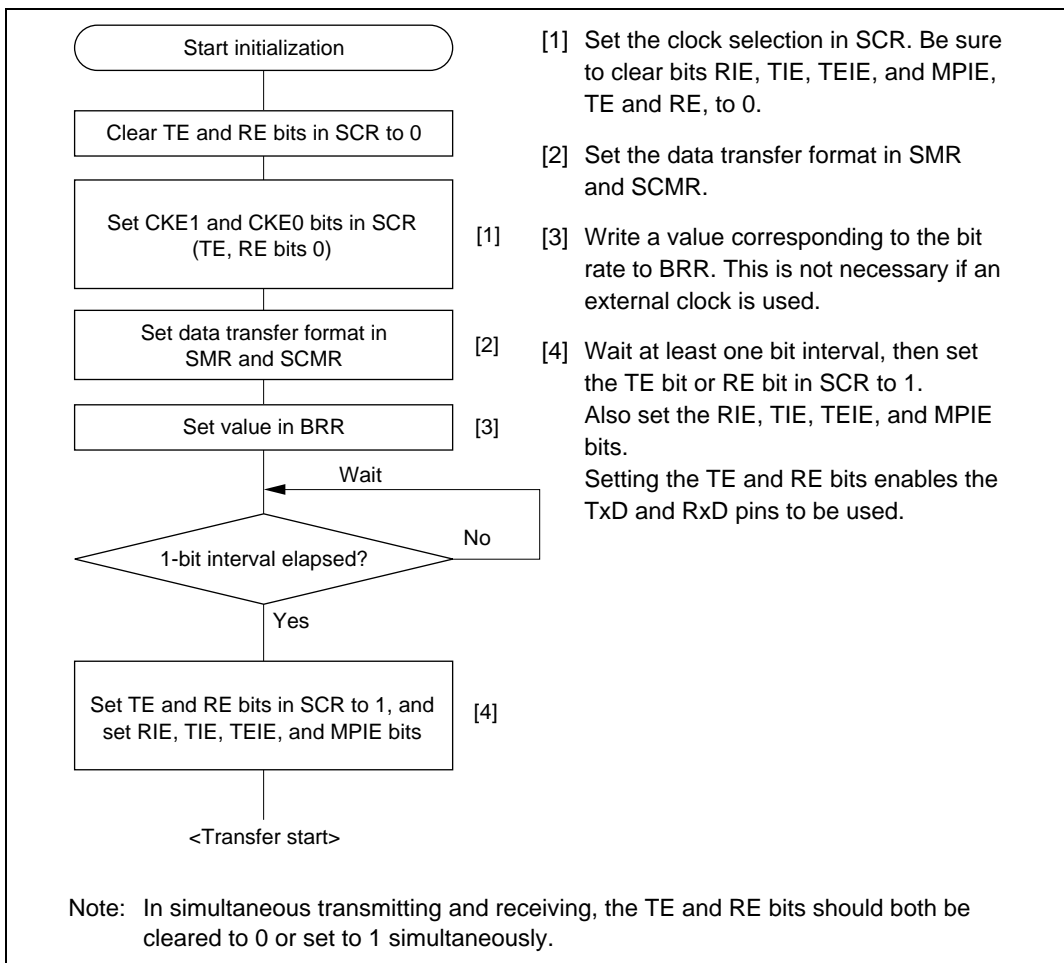 Start initialization
Clear TE and RE bits in SCR to 0
Set CKE1 and CKE0 bits in SCR
(TE, RE bits 0)
[1]
Set data transfer format in
SMR and SCMR
[2]
Set value in BRR
[3]
Wait
No
1-bit interval elapsed?
Yes
Set TE and RE bits in SCR to 1, and
set RIE, TIE, TEIE, and MPIE bits
[4]
<Transfer start>
[1] Set the clock selection in SCR. Be sure
to clear bits RIE, TIE, TEIE, and MPIE,
TE and RE, to 0.
[2] Set the data transfer format in SMR
and SCMR.
[3] Write a value corresponding to the bit
rate to BRR. This is not necessary if an
external clock is used.
[4] Wait at least one bit interval, then set
the TE bit or RE bit in SCR to 1.
Also set the RIE, TIE, TEIE, and MPIE
bits.
Setting the TE and RE bits enables the
TxD and RxD pins to be used.
Note: In simultaneous transmitting and receiving, the TE and RE bits should both be
cleared to 0 or set to 1 simultaneously.